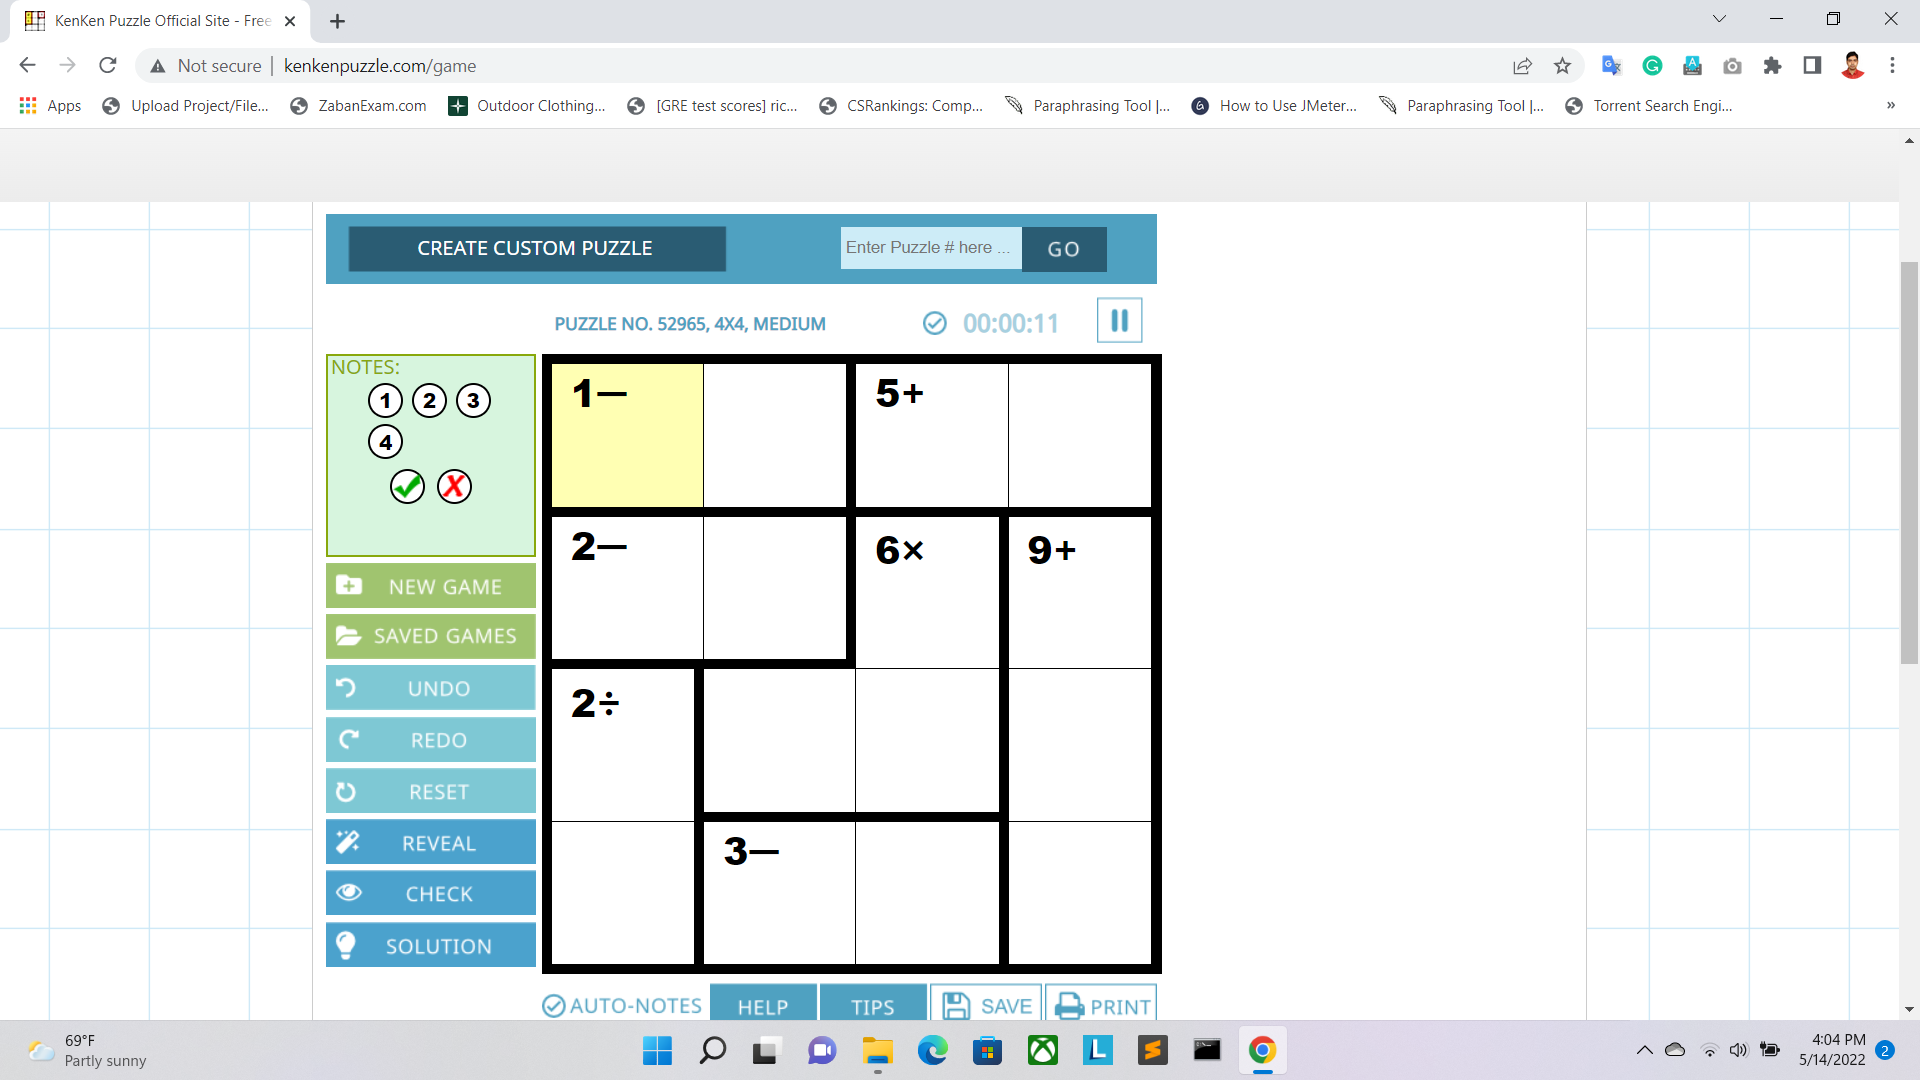 KenKen Puzzle Official Site - Free
Not secure | kenkenpuzzle.com/game
Apps Upload Project/File... ZabanExam.com Outdoor Clothing... [GRE test scores] ric... CSRankings: Comp... Paraphrasing Tool |... How to Use JMeter... Paraphrasing Tool |... Torrent Search Engi... »
CREATE CUSTOM PUZZLE Enter Puzzle # here ... GO
PUZZLE NO. 52965, 4X4, MEDIUM 00:00:11
NOTES:
1 2 3
4
X
1− 5+
2− 6× 9+
2÷
3−
NEW GAME
SAVED GAMES
UNDO
REDO
RESET
REVEAL
CHECK
SOLUTION
AUTO-NOTES HELP TIPS SAVE PRINT
69°F
Partly sunny
4:04 PM
5/14/2022 2